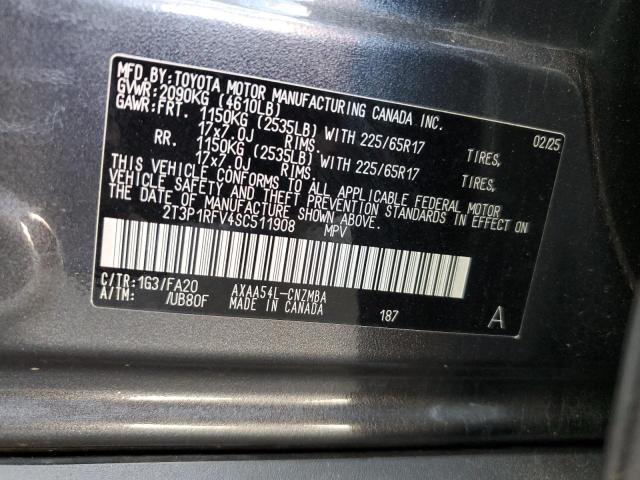 MFD. BY: TOYOTA MOTOR MANUFACTURING CANADA INC.
GVWR: 2090KG (4610LB) 02/25
GAWR: FRT. 1150KG (2535LB) WITH 225/65R17 TIRES,
17x7.0J RIMS.
RR. 1150KG (2535LB) WITH 225/65R17 TIRES,
17x7.0J RIMS.
THIS VEHICLE CONFORMS TO ALL APPLICABLE FEDERAL MOTOR
VEHICLE SAFETY AND THEFT PREVENTION STANDARDS IN EFFECT ON
THE DATE OF MANUFACTURE SHOWN ABOVE.
2T3P1RFV4SC511908 MPV
C/TR: 1G3/FA20 AXAA54L-CNZMBA
A/TM: /UB80F MADE IN CANADA 187 A